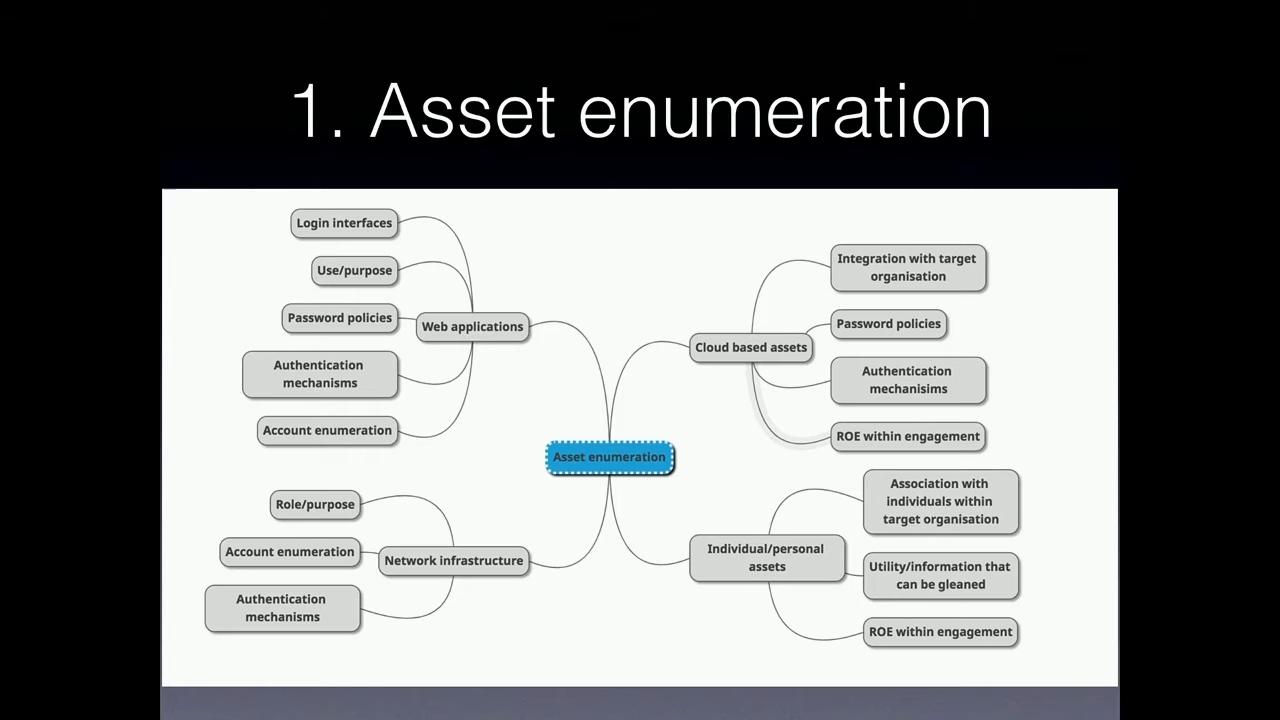 1. Asset enumeration
Login interfaces
Use/purpose
Password policies
Authentication
mechanisms
Account enumeration
Web applications
Role/purpose
Account enumeration
Authentication
mechanisms
Network infrastructure
Asset enumeration
Cloud based assets
Integration with target
organisation
Password policies
Authentication
mechanisims
ROE within engagement
Individual/personal
assets
Association with
individuals within
target organisation
Utility/information that
can be gleaned
ROE within engagement